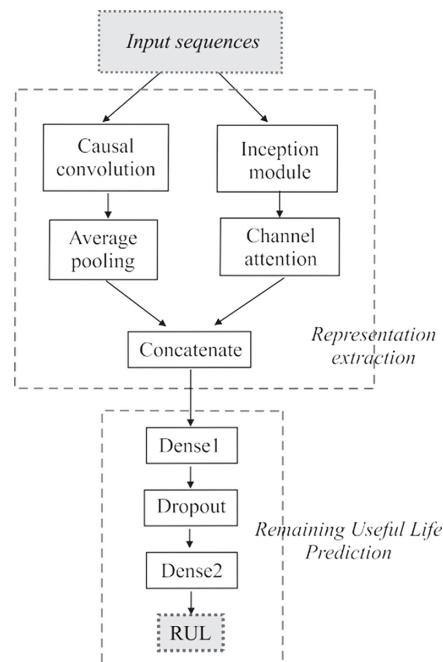 Input sequences
Causal
convolution
Inception
module
Average
pooling
Channel
attention
Concatenate
Representation
extraction
Dense1
Dropout
Dense2
Remaining Useful Life
Prediction
RUL